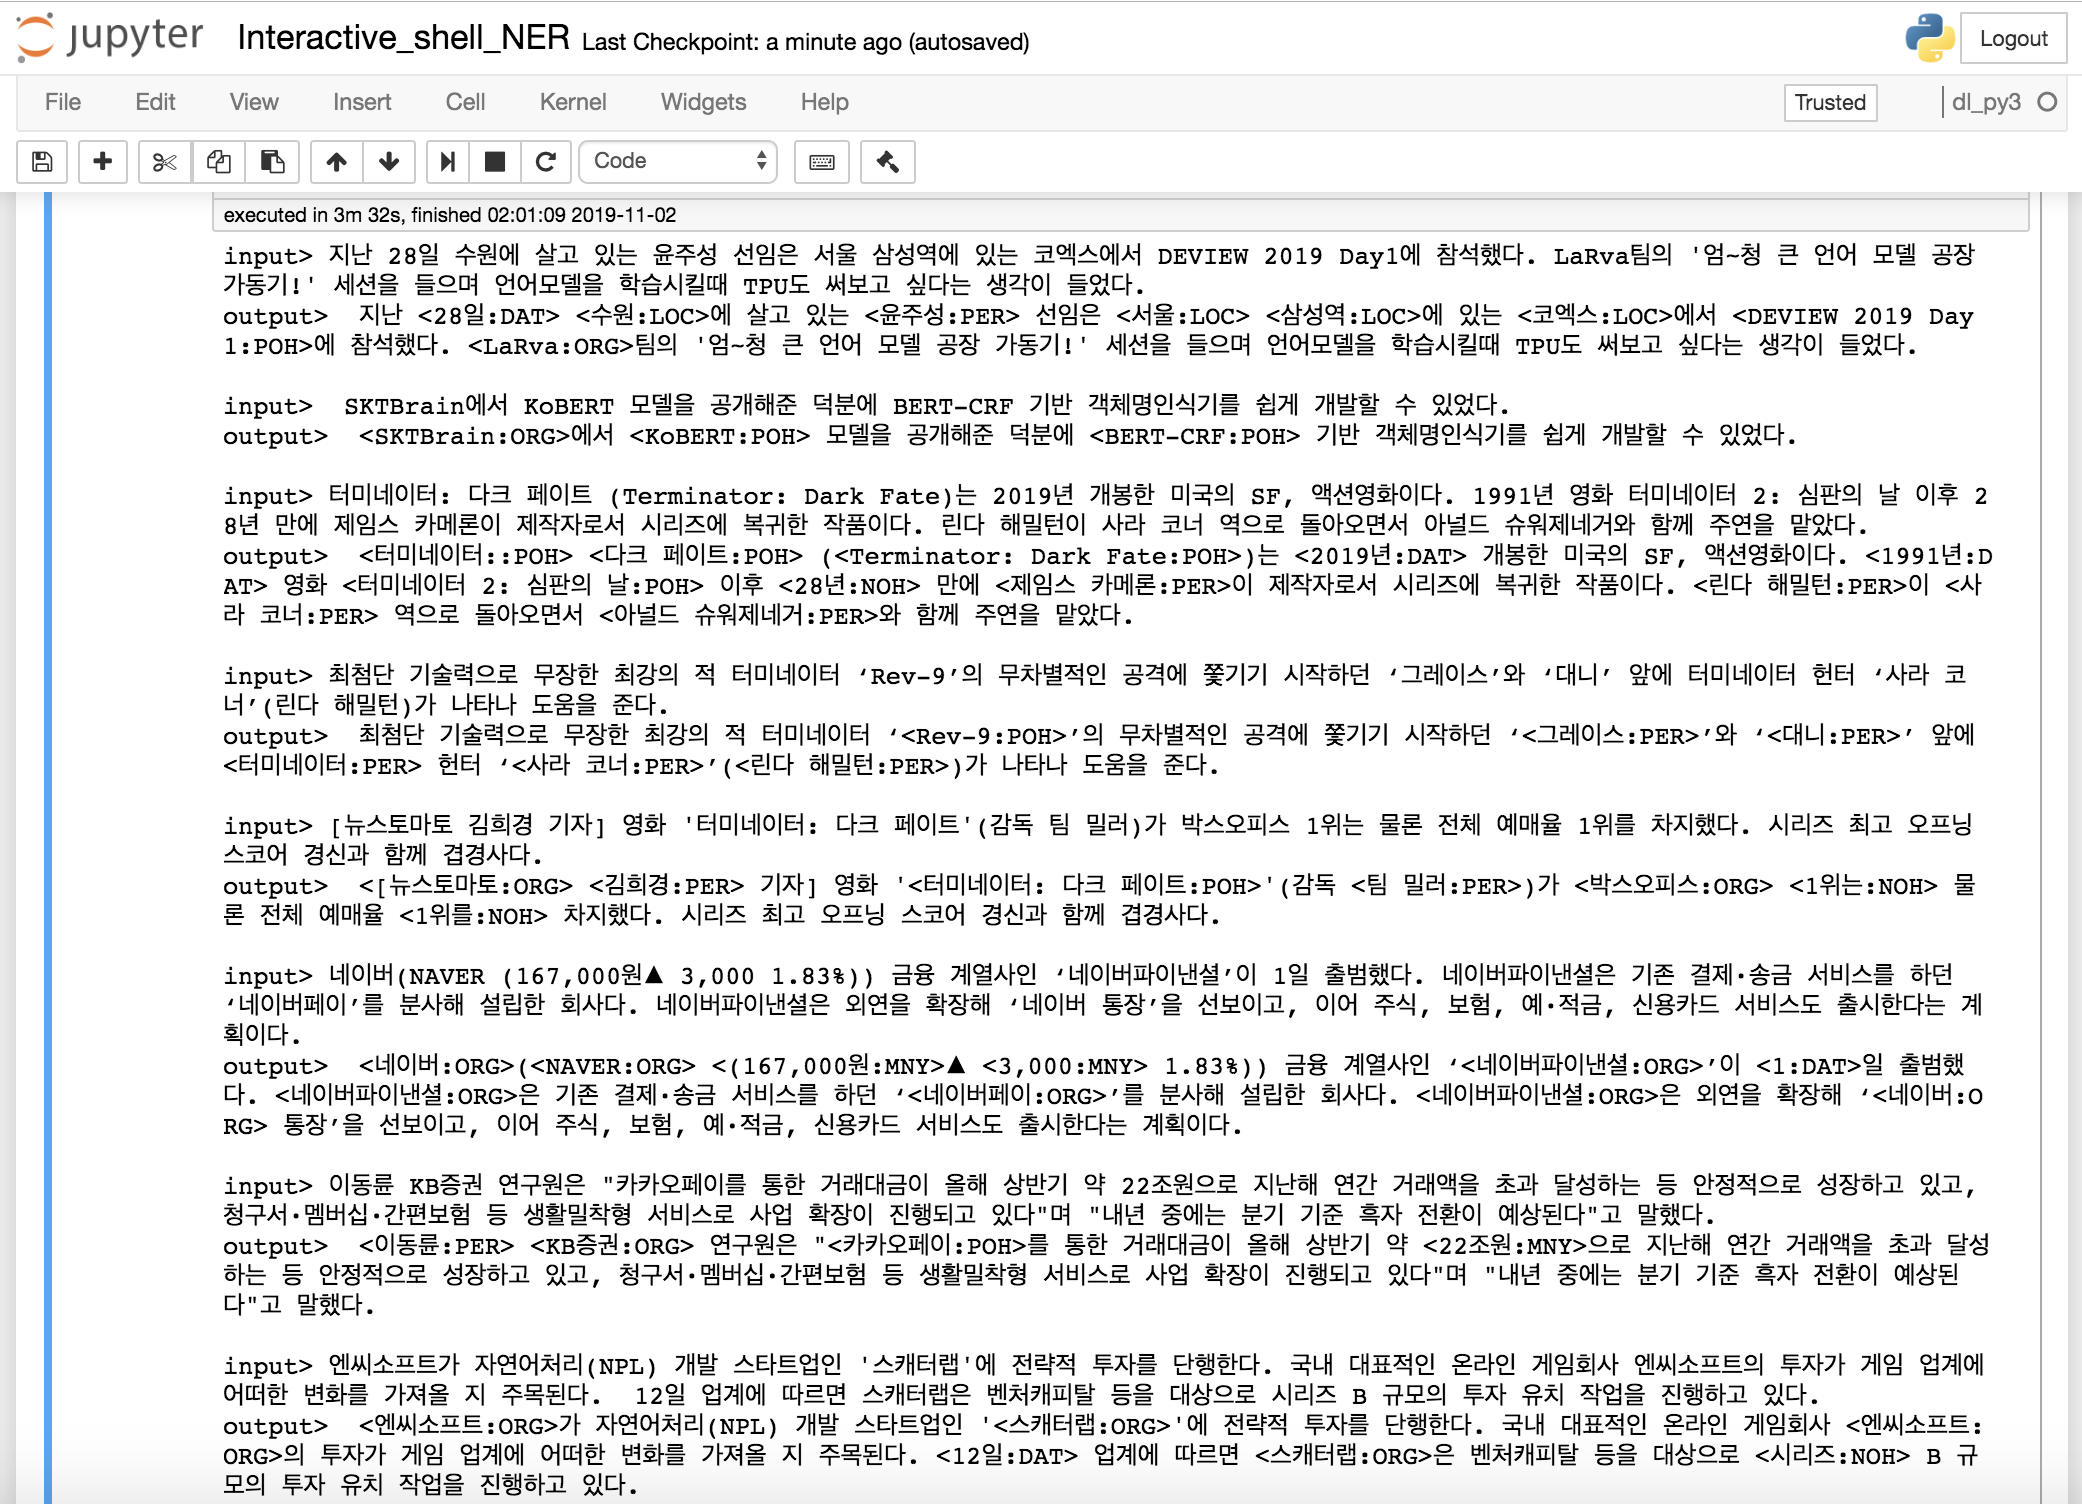 jupyter Interactive_shell_NER Last Checkpoint: a minute ago (autosaved) Logout
File Edit View Insert Cell Kernel Widgets Help Trusted dl_py3
Code
executed in 3m 32s, finished 02:01:09 2019-11-02
input> 지난 28일 수원에 살고 있는 윤주성 선임은 서울 삼성역에 있는 코엑스에서 DEVIEW 2019 Day1에 참석했다. LaRva팀의 '엄~청 큰 언어 모델 공장
가동기!' 세션을 들으며 언어모델을 학습시킬때 TPU도 써보고 싶다는 생각이 들었다.
output> 지난 <28일:DAT> <수원:LOC>에 살고 있는 <윤주성:PER> 선임은 <서울:LOC> <삼성역:LOC>에 있는 <코엑스:LOC>에서 <DEVIEW 2019 Day
1:POH>에 참석했다. <LaRva:ORG>팀의 '엄~청 큰 언어 모델 공장 가동기!' 세션을 들으며 언어모델을 학습시킬때 TPU도 써보고 싶다는 생각이 들었다.
input> SKTBrain에서 KoBERT 모델을 공개해준 덕분에 BERT-CRF 기반 객체명인식기를 쉽게 개발할 수 있었다.
output> <SKTBrain:ORG>에서 <KoBERT:POH> 모델을 공개해준 덕분에 <BERT-CRF:POH> 기반 객체명인식기를 쉽게 개발할 수 있었다.
input> 터미네이터: 다크 페이트 (Terminator: Dark Fate)는 2019년 개봉한 미국의 SF, 액션영화이다. 1991년 영화 터미네이터 2: 심판의 날 이후 2
8년 만에 제임스 카메론이 제작자로서 시리즈에 복귀한 작품이다. 린다 해밀턴이 사라 코너 역으로 돌아오면서 아널드 슈워제네거와 함께 주연을 맡았다.
output> <터미네이터::POH> <다크 페이트:POH> (<Terminator: Dark Fate:POH>)는 <2019년:DAT> 개봉한 미국의 SF, 액션영화이다. <1991년:D
AT> 영화 <터미네이터 2: 심판의 날:POH> 이후 <28년:NOH> 만에 <제임스 카메론:PER>이 제작자로서 시리즈에 복귀한 작품이다. <린다 해밀턴:PER>이 <사
라 코너:PER> 역으로 돌아오면서 <아널드 슈워제네거:PER>와 함께 주연을 맡았다.
input> 최첨단 기술력으로 무장한 최강의 적 터미네이터 ‘Rev-9’의 무차별적인 공격에 쫓기기 시작하던 ‘그레이스’와 ‘대니’ 앞에 터미네이터 헌터 ‘사라 코
너’(린다 해밀턴)가 나타나 도움을 준다.
output> 최첨단 기술력으로 무장한 최강의 적 터미네이터 ‘<Rev-9:POH>’의 무차별적인 공격에 쫓기기 시작하던 ‘<그레이스:PER>’와 ‘<대니:PER>’ 앞에
<터미네이터:PER> 헌터 ‘<사라 코너:PER>’(<린다 해밀턴:PER>)가 나타나 도움을 준다.
input> [뉴스토마토 김희경 기자] 영화 '터미네이터: 다크 페이트'(감독 팀 밀러)가 박스오피스 1위는 물론 전체 예매율 1위를 차지했다. 시리즈 최고 오프닝
스코어 경신과 함께 겹경사다.
output> <[뉴스토마토:ORG> <김희경:PER> 기자] 영화 '<터미네이터: 다크 페이트:POH>'(감독 <팀 밀러:PER>)가 <박스오피스:ORG> <1위는:NOH> 물
론 전체 예매율 <1위를:NOH> 차지했다. 시리즈 최고 오프닝 스코어 경신과 함께 겹경사다.
input> 네이버(NAVER (167,000원▲ 3,000 1.83%)) 금융 계열사인 ‘네이버파이낸셜’이 1일 출범했다. 네이버파이낸셜은 기존 결제·송금 서비스를 하던
‘네이버페이’를 분사해 설립한 회사다. 네이버파이낸셜은 외연을 확장해 ‘네이버 통장’을 선보이고, 이어 주식, 보험, 예·적금, 신용카드 서비스도 출시한다는 계
획이다.
output> <네이버:ORG>(<NAVER:ORG> <(167,000원:MNY>▲ <3,000:MNY> 1.83%)) 금융 계열사인 ‘<네이버파이낸셜:ORG>’이 <1:DAT>일 출범했
다. <네이버파이낸셜:ORG>은 기존 결제·송금 서비스를 하던 ‘<네이버페이:ORG>’를 분사해 설립한 회사다. <네이버파이낸셜:ORG>은 외연을 확장해 ‘<네이버:O
RG> 통장’을 선보이고, 이어 주식, 보험, 예·적금, 신용카드 서비스도 출시한다는 계획이다.
input> 이동륜 KB증권 연구원은 "카카오페이를 통한 거래대금이 올해 상반기 약 22조원으로 지난해 연간 거래액을 초과 달성하는 등 안정적으로 성장하고 있고,
청구서·멤버십·간편보험 등 생활밀착형 서비스로 사업 확장이 진행되고 있다"며 "내년 중에는 분기 기준 흑자 전환이 예상된다"고 말했다.
output> <이동륜:PER> <KB증권:ORG> 연구원은 "<카카오페이:POH>를 통한 거래대금이 올해 상반기 약 <22조원:MNY>으로 지난해 연간 거래액을 초과 달성
하는 등 안정적으로 성장하고 있고, 청구서·멤버십·간편보험 등 생활밀착형 서비스로 사업 확장이 진행되고 있다"며 "내년 중에는 분기 기준 흑자 전환이 예상된
다"고 말했다.
input> 엔씨소프트가 자연어처리(NPL) 개발 스타트업인 '스캐터랩'에 전략적 투자를 단행한다. 국내 대표적인 온라인 게임회사 엔씨소프트의 투자가 게임 업계에
어떠한 변화를 가져올 지 주목된다. 12일 업계에 따르면 스캐터랩은 벤처캐피탈 등을 대상으로 시리즈 B 규모의 투자 유치 작업을 진행하고 있다.
output> <엔씨소프트:ORG>가 자연어처리(NPL) 개발 스타트업인 '<스캐터랩:ORG>'에 전략적 투자를 단행한다. 국내 대표적인 온라인 게임회사 <엔씨소프트:
ORG>의 투자가 게임 업계에 어떠한 변화를 가져올 지 주목된다. <12일:DAT> 업계에 따르면 <스캐터랩:ORG>은 벤처캐피탈 등을 대상으로 <시리즈:NOH> B 규
모의 투자 유치 작업을 진행하고 있다.